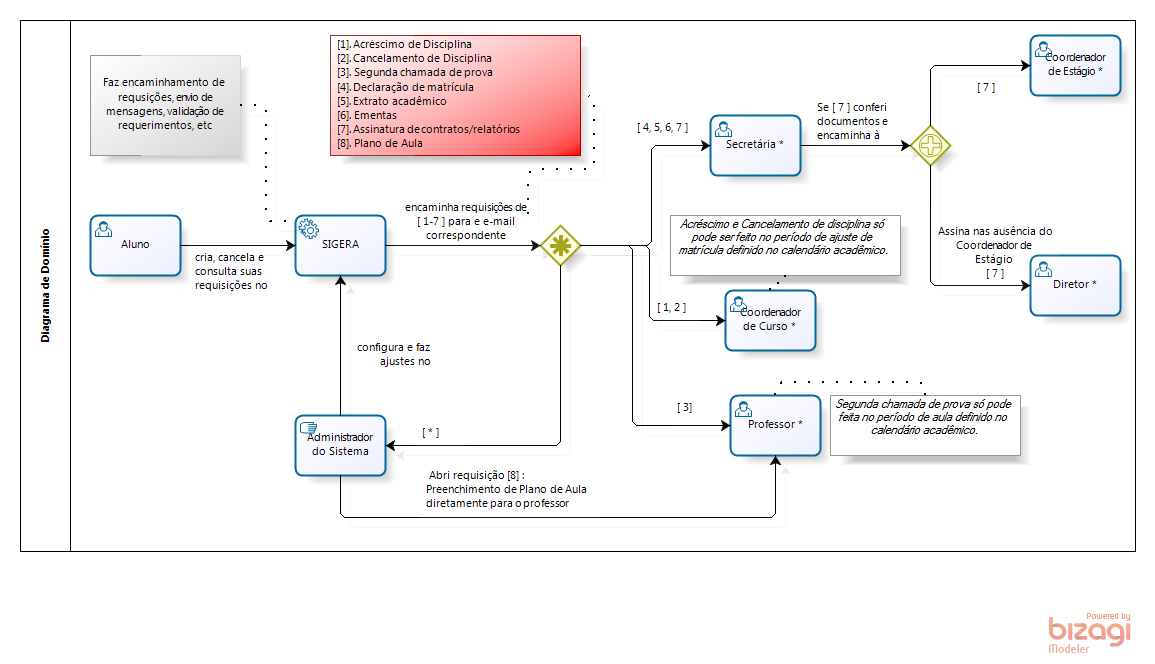 Diagrama de Domínio
Faz encaminhamento de
requsições, envio de
mensagens, validação de
requerimentos, etc
[1]. Acréscimo de Disciplina
[2]. Cancelamento de Disciplina
[3]. Segunda chamada de prova
[4]. Declaração de matrícula
[5]. Extrato acadêmico
[6]. Ementas
[7]. Assinatura de contratos/relatórios
[8]. Plano de Aula
Aluno
cria, cancela e
consulta suas
requisições no
SIGERA
encaminha requisições de
[ 1-7 ] para e e-mail
correspondente
[ 4, 5, 6, 7 ]
Secretária *
Se [ 7 ] conferi
documentos e
encaminha à
[ 7 ]
Coordenador
de Estágio *
Assina nas ausência do
Coordenador de
Estágio
[ 7 ]
Diretor *
Acréscimo e Cancelamento de disciplina só
pode ser feito no período de ajuste de
matrícula definido no calendário acadêmico.
[ 1, 2 ]
Coordenador
de Curso *
configura e faz
ajustes no
[ 3]
Professor *
Segunda chamada de prova só pode
feita no período de aula definido no
calendário acadêmico.
Administrador
do Sistema
[ * ]
Abri requisição [8] :
Preenchimento de Plano de Aula
diretamente para o professor
Powered by
bizagi
Modeler